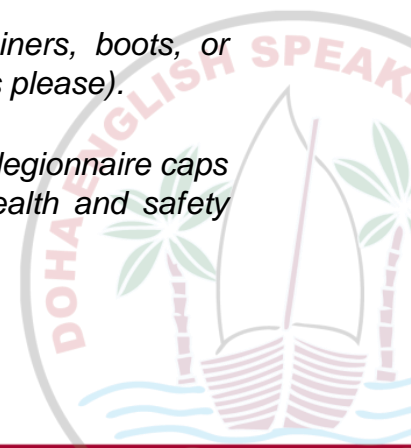 iners, boots, or
s please).
legionnaire caps
ealth and safety
DOHA ENGLISH SPEAK